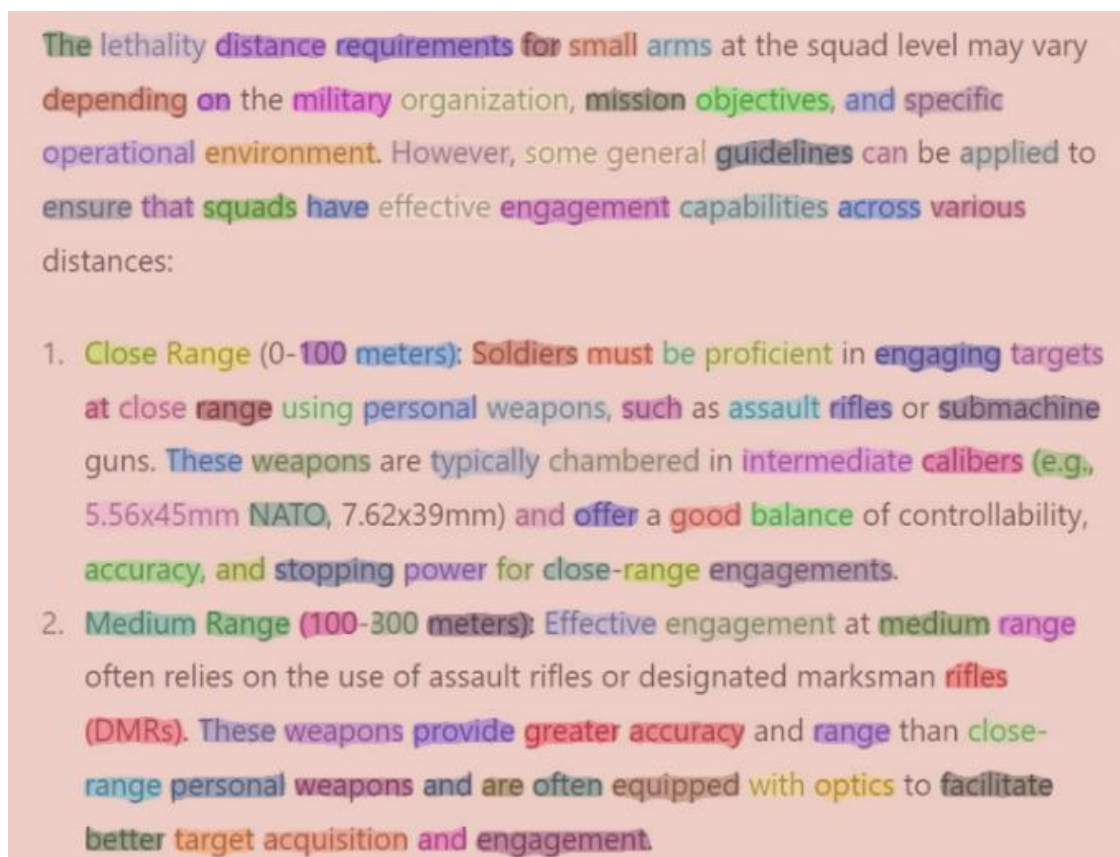 The lethality distance requirements for small arms at the squad level may vary
depending on the military organization, mission objectives, and specific
operational environment. However, some general guidelines can be applied to
ensure that squads have effective engagement capabilities across various
distances:
1. Close Range (0-100 meters): Soldiers must be proficient in engaging targets
at close range using personal weapons, such as assault rifles or submachine
guns. These weapons are typically chambered in intermediate calibers (e.g.,
5.56x45mm NATO, 7.62x39mm) and offer a good balance of controllability,
accuracy, and stopping power for close-range engagements.
2. Medium Range (100-300 meters): Effective engagement at medium range
often relies on the use of assault rifles or designated marksman rifles
(DMRs). These weapons provide greater accuracy and range than close-
range personal weapons and are often equipped with optics to facilitate
better target acquisition and engagement.